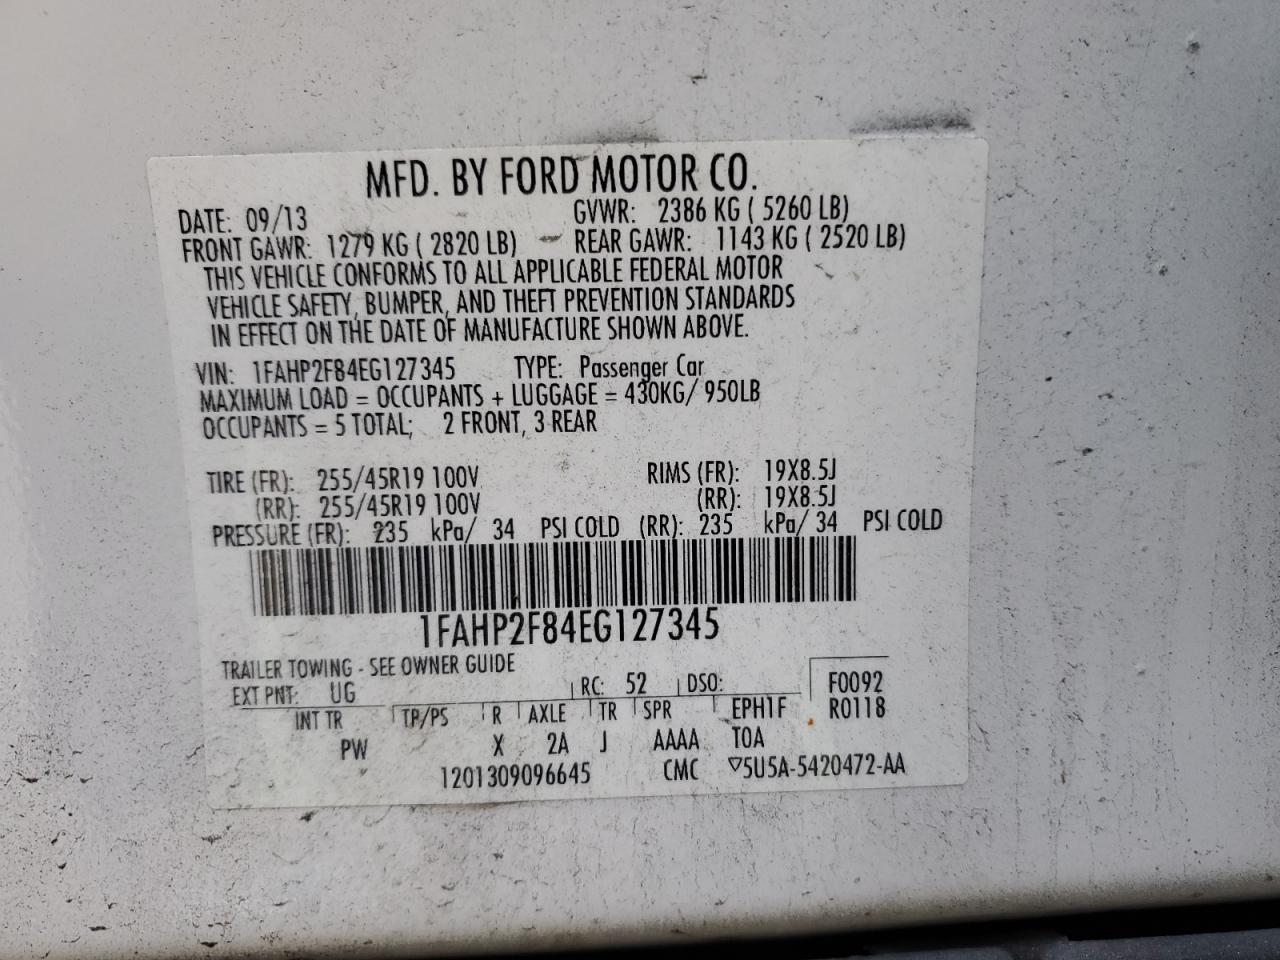 MFD. BY FORD MOTOR CO.
DATE: 09/13 GVWR: 2386 KG ( 5260 LB)
FRONT GAWR: 1279 KG ( 2820 LB) REAR GAWR: 1143 KG ( 2520 LB)
THIS VEHICLE CONFORMS TO ALL APPLICABLE FEDERAL MOTOR
VEHICLE SAFETY, BUMPER, AND THEFT PREVENTION STANDARDS
IN EFFECT ON THE DATE OF MANUFACTURE SHOWN ABOVE.
VIN: 1FAHP2F84EG127345 TYPE: Passenger Car
MAXIMUM LOAD = OCCUPANTS + LUGGAGE = 430KG/ 950LB
OCCUPANTS = 5 TOTAL; 2 FRONT, 3 REAR
TIRE (FR): 255/45R19 100V RIMS (FR): 19X8.5J
(RR): 255/45R19 100V (RR): 19X8.5J
PRESSURE (FR): 235 kPa/ 34 PSI COLD (RR): 235 kPa/ 34 PSI COLD
1FAHP2F84EG127345
TRAILER TOWING - SEE OWNER GUIDE
EXT PNT: UG RC: 52 DSO: F0092
INT TR TP/PS R AXLE TR SPR EPH1F R0118
PW X 2A J AAAA T0A
1201309096645 CMC ▽5U5A-5420472-AA